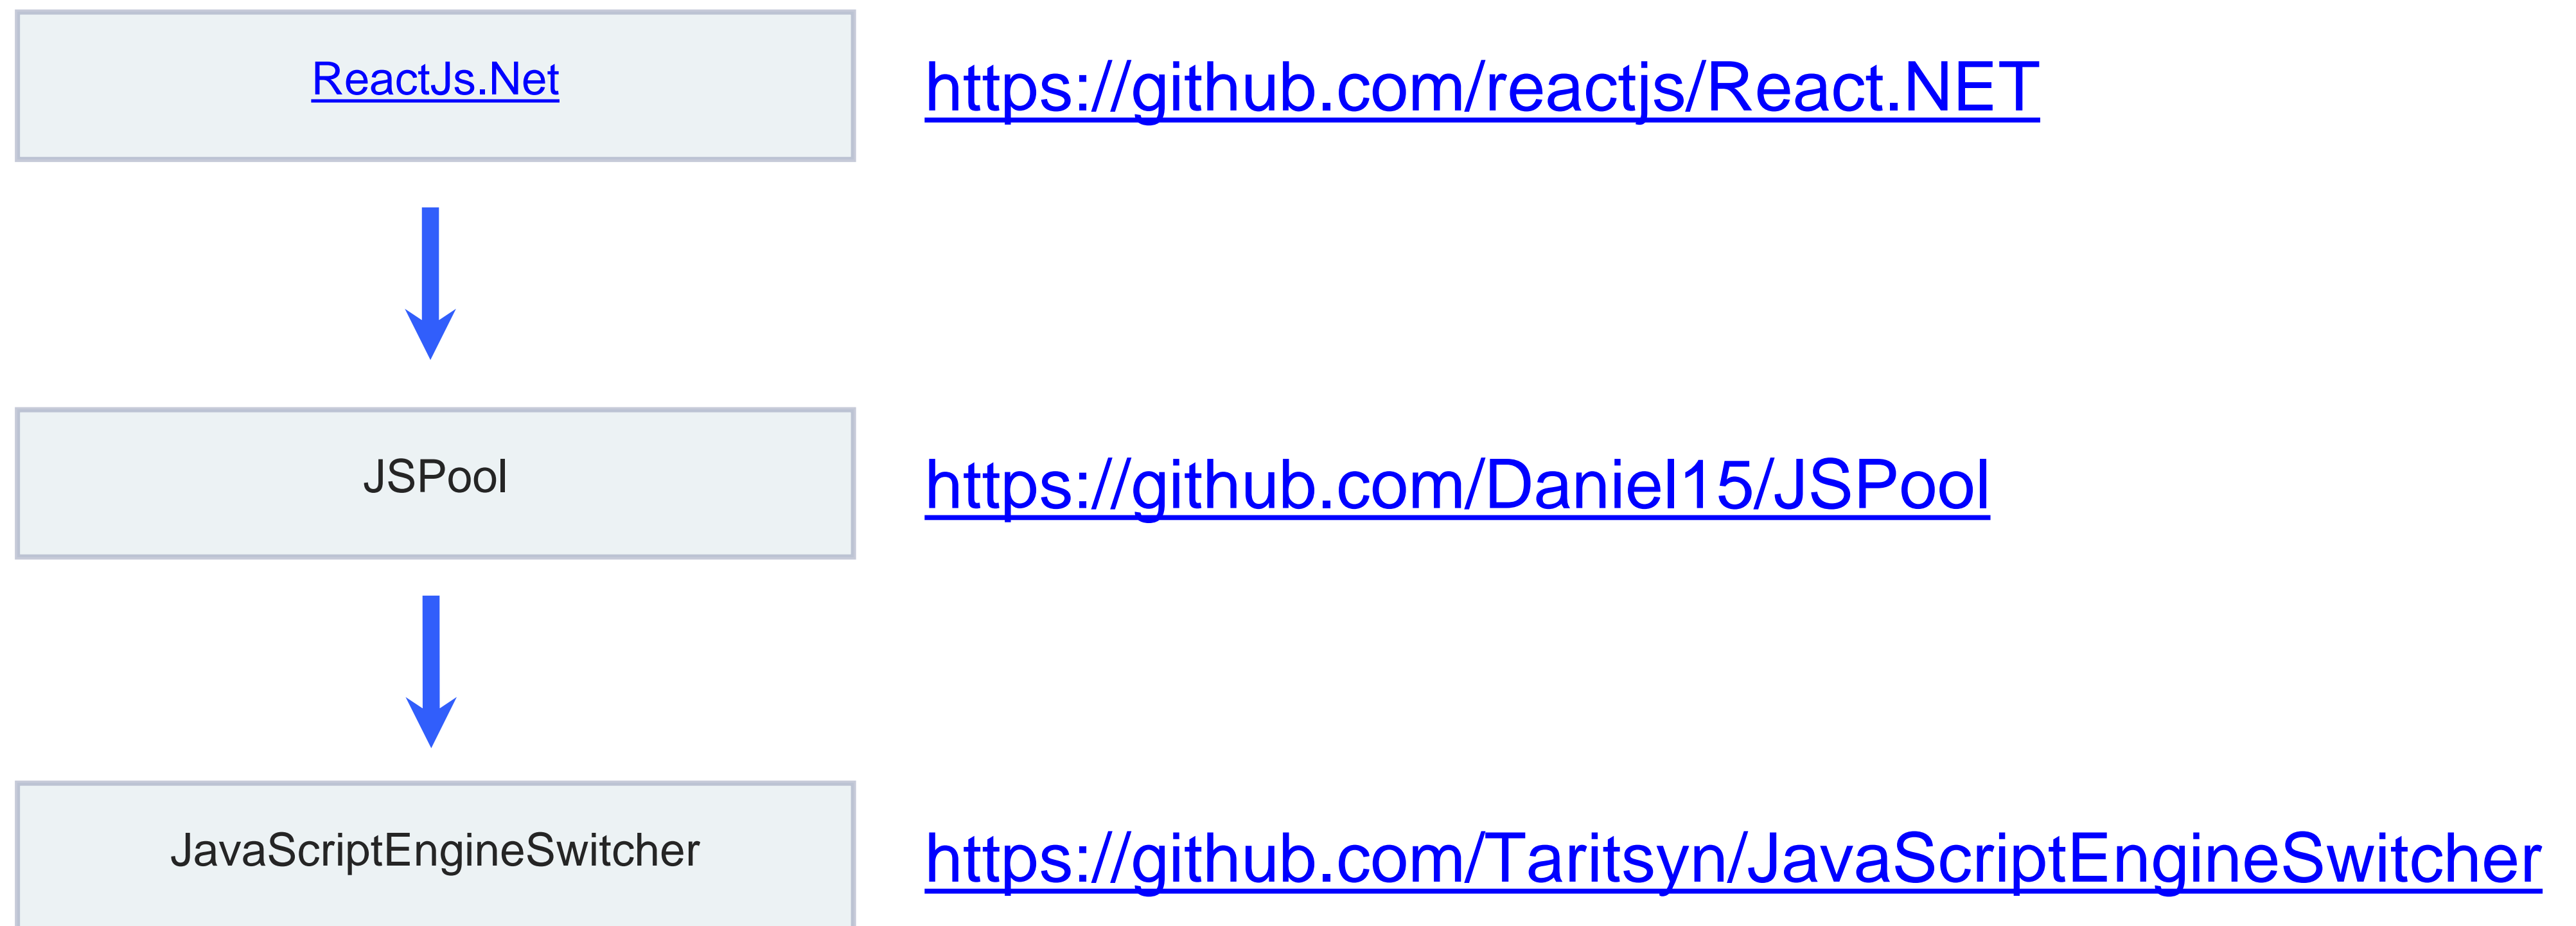 ReactJs.Net
https://github.com/reactjs/React.NET
JSPool
https://github.com/Daniel15/JSPool
JavaScriptEngineSwitcher
https://github.com/Taritsyn/JavaScriptEngineSwitcher